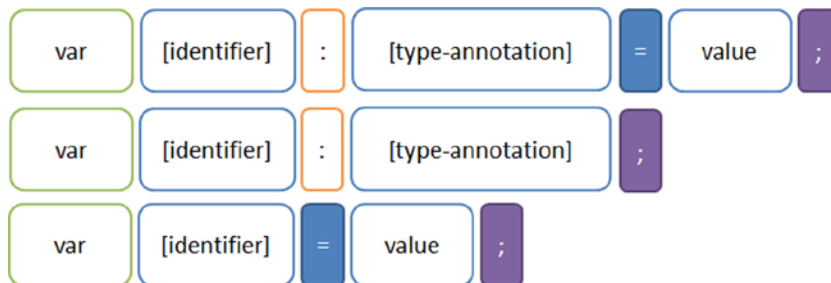 var [identifier] : [type-annotation] = value ;
var [identifier] : [type-annotation] ;
var [identifier] = value ;